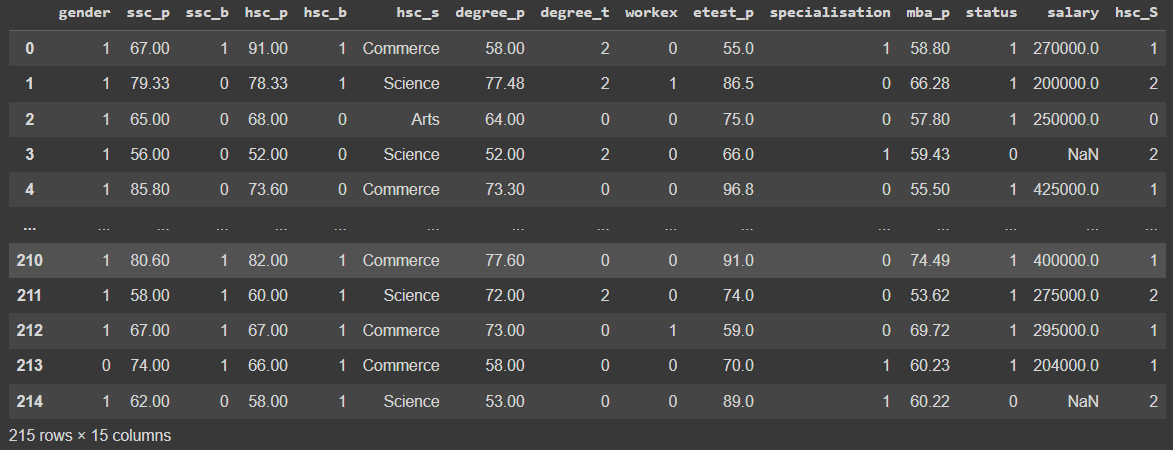 gender ssc_p ssc_b hsc_p hsc_b hsc_s degree_p degree_t workex etest_p specialisation mba_p status salary hsc_S
0 1 67.00 1 91.00 1 Commerce 58.00 2 0 55.0 1 58.80 1 270000.0 1
1 1 79.33 0 78.33 1 Science 77.48 2 1 86.5 0 66.28 1 200000.0 2
2 1 65.00 0 68.00 0 Arts 64.00 0 0 75.0 0 57.80 1 250000.0 0
3 1 56.00 0 52.00 0 Science 52.00 2 0 66.0 1 59.43 0 NaN 2
4 1 85.80 0 73.60 0 Commerce 73.30 0 0 96.8 0 55.50 1 425000.0 1
... ... ... ... ... ... ... ... ... ... ... ... ... ... ... ...
210 1 80.60 1 82.00 1 Commerce 77.60 0 0 91.0 0 74.49 1 400000.0 1
211 1 58.00 0 60.00 1 Science 72.00 2 0 74.0 0 53.62 1 275000.0 2
212 1 67.00 1 67.00 1 Commerce 73.00 0 1 59.0 0 69.72 1 295000.0 1
213 0 74.00 1 66.00 1 Commerce 58.00 0 0 70.0 1 60.23 1 204000.0 1
214 1 62.00 0 58.00 1 Science 53.00 0 0 89.0 1 60.22 0 NaN 2
215 rows × 15 columns